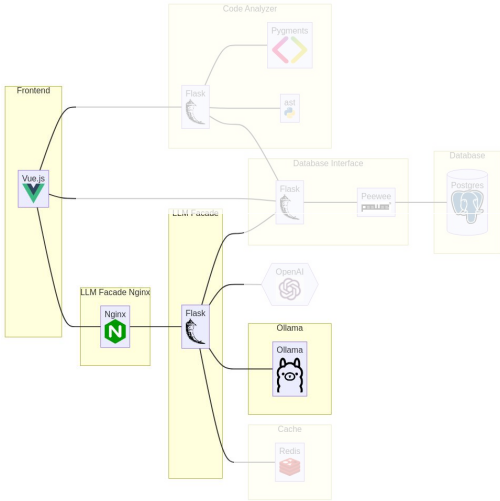 Code Analyzer
Pygments
Flask
ast
Frontend
Vue.js
Database Interface
Flask
Peewee
peewee
Database
Postgres
LLM Facade
OpenAI
LLM Facade Nginx
Nginx
Flask
Ollama
Ollama
Cache
Redis